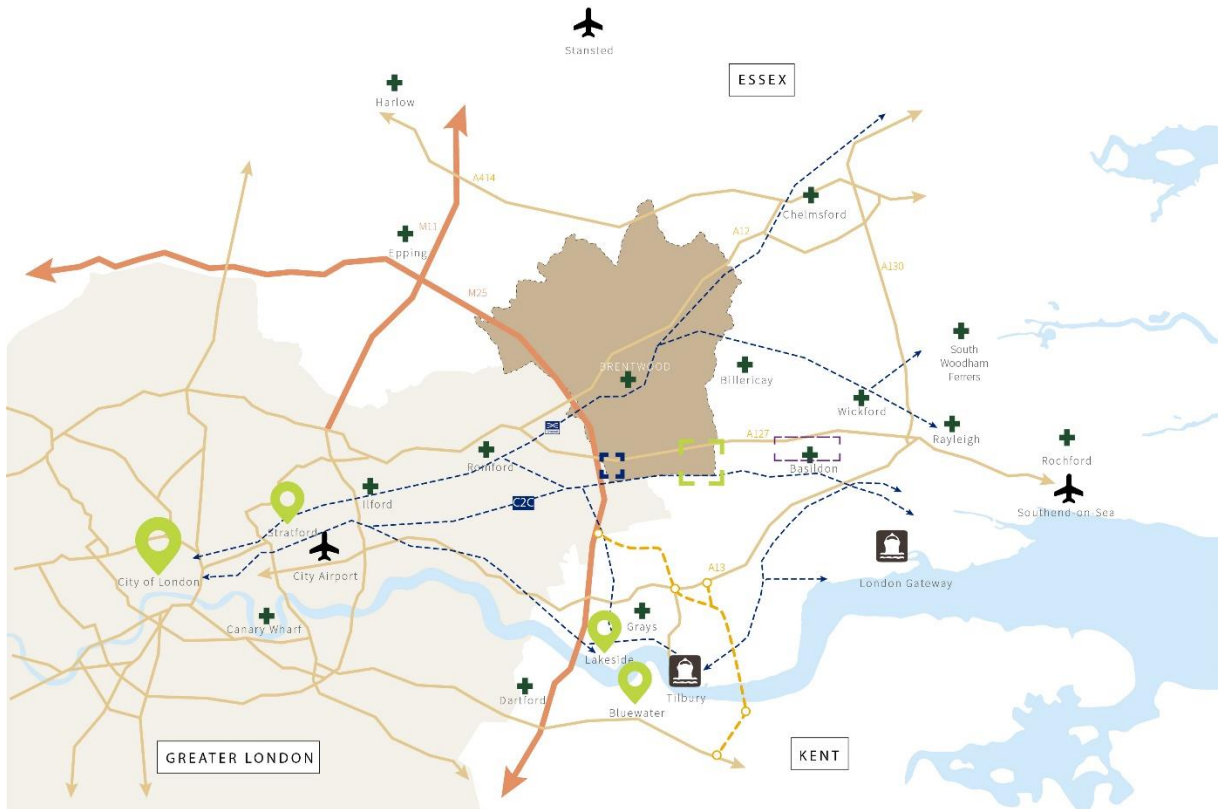 Stansted
ESSEX
Harlow
A414
Chelmsford
M11
Epping
A12
A130
M25
South
Woodham
Ferrers
BRENTWOOD
Billericay
Wickford
Rayleigh
A127
Rochford
Romford
Basildon
Ilford
C2C
Stratford
Southend-on-Sea
City of London
City Airport
London Gateway
A13
Canary Wharf
Grays
Lakeside
Tilbury
Dartford
Bluewater
GREATER LONDON
KENT